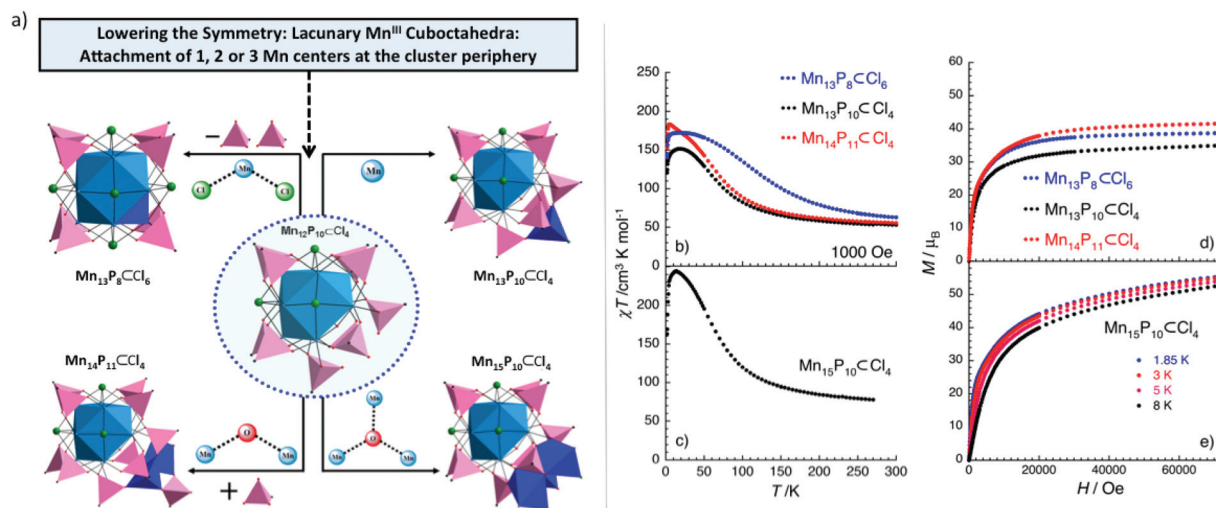 a)
Lowering the Symmetry: Lacunary Mnᴵᴵᴵ Cuboctahedra:
Attachment of 1, 2 or 3 Mn centers at the cluster periphery
Mn
Cl
Cl
Mn
Mn₁₃P₈⊂Cl₆
Mn₁₂P₁₀⊂Cl₄
Mn₁₃P₁₀⊂Cl₄
Mn₁₄P₁₁⊂Cl₄
Mn₁₅P₁₀⊂Cl₄
O
Mn
Mn
+
Mn
O
Mn
Mn
χT /cm³ K mol⁻¹
250
200
150
100
50
0
Mn₁₃P₈⊂Cl₆
Mn₁₃P₁₀⊂Cl₄
Mn₁₄P₁₁⊂Cl₄
b)
1000 Oe
200
150
100
50
0
Mn₁₅P₁₀⊂Cl₄
c)
0 50 100 150 200 250 300
T /K
M / μB
60
50
40
30
20
10
0
Mn₁₃P₈⊂Cl₆
Mn₁₃P₁₀⊂Cl₄
Mn₁₄P₁₁⊂Cl₄
d)
50
40
30
20
10
0
Mn₁₅P₁₀⊂Cl₄
1.85 K
3 K
5 K
8 K
e)
0 20000 40000 60000
H / Oe